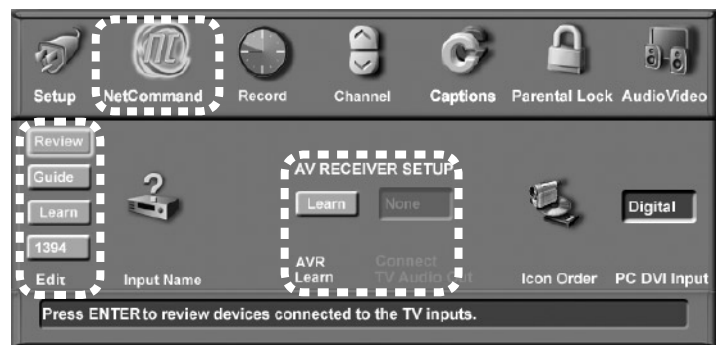 Setup NetCommand Record Channel Captions Parental Lock AudioVideo
Review
Guide
Learn
1394
Edit
Input Name
AV RECEIVER SETUP
Learn None
AVR Learn
Connect TV Audio Out
Icon Order
Digital
PC DVI Input
Press ENTER to review devices connected to the TV inputs.